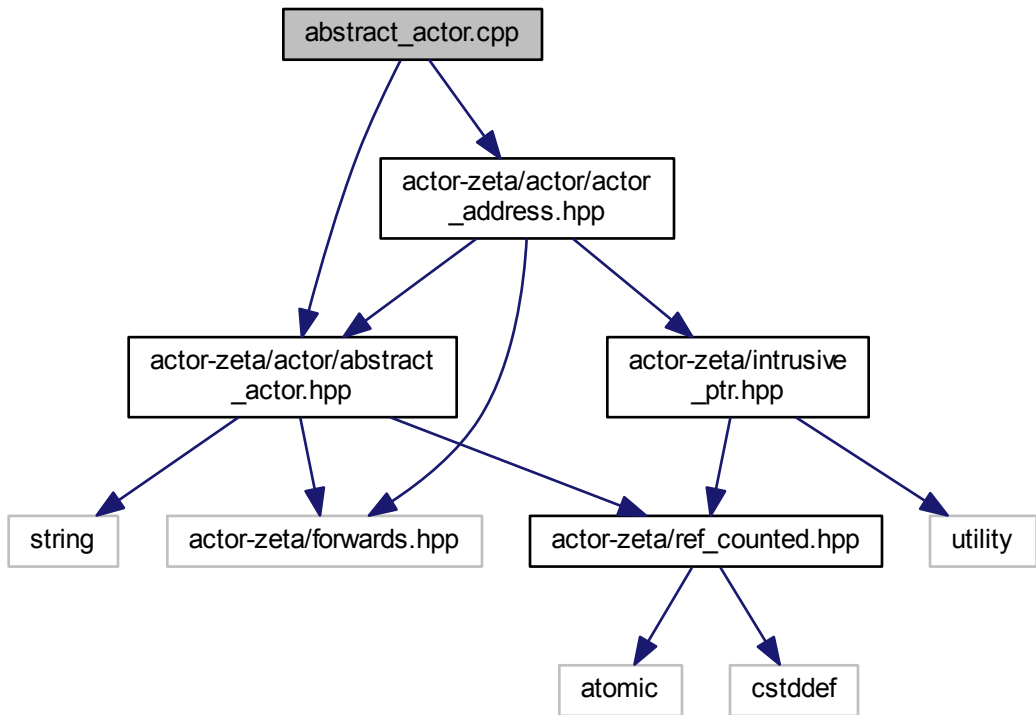 abstract_actor.cpp
actor-zeta/actor/actor
_address.hpp
actor-zeta/actor/abstract
_actor.hpp
actor-zeta/intrusive
_ptr.hpp
string
actor-zeta/forwards.hpp
actor-zeta/ref_counted.hpp
utility
atomic
cstddef